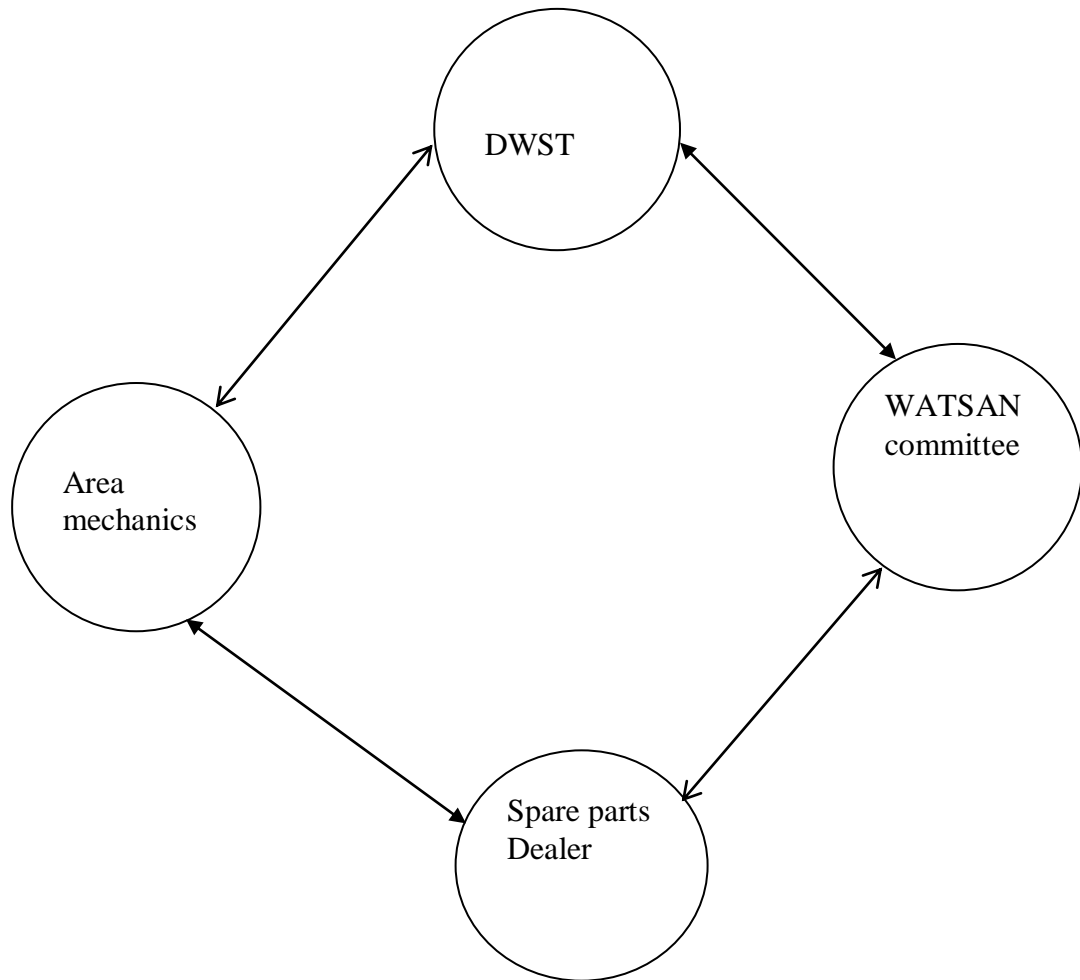 DWST
WATSAN
committee
Area
mechanics
Spare parts
Dealer